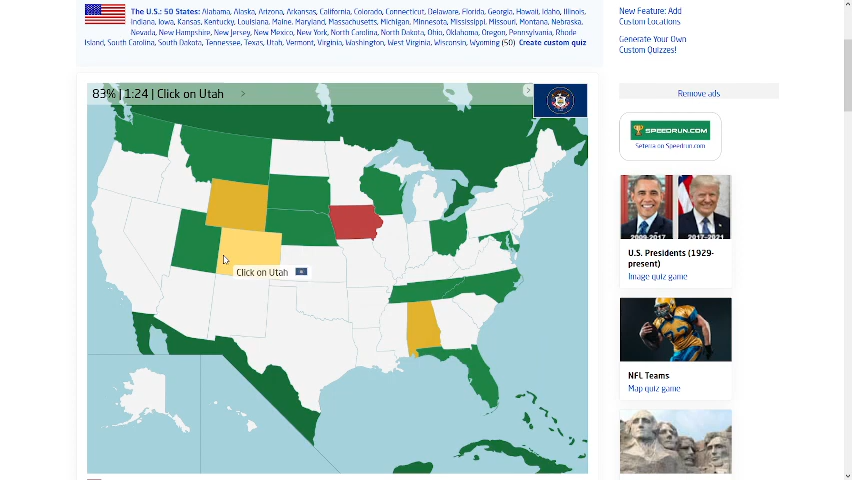 The U.S.: 50 States: Alabama, Alaska, Arizona, Arkansas, California, Colorado, Connecticut, Delaware, Florida, Georgia, Hawaii, Idaho, Illinois,
Indiana, Iowa, Kansas, Kentucky, Louisiana, Maine, Maryland, Massachusetts, Michigan, Minnesota, Mississippi, Missouri, Montana, Nebraska,
Nevada, New Hampshire, New Jersey, New Mexico, New York, North Carolina, North Dakota, Ohio, Oklahoma, Oregon, Pennsylvania, Rhode
Island, South Carolina, South Dakota, Tennessee, Texas, Utah, Vermont, Virginia, Washington, West Virginia, Wisconsin, Wyoming (50) Create custom quiz
83% | 1:24 | Click on Utah
Click on Utah
New Feature: Add
Custom Locations
Generate Your Own
Custom Quizzes!
Remove ads
SPEEDRUN.COM
Seterra on Speedrun.com
2009-2017
2017-2021
U.S. Presidents (1929-
present)
Image quiz game
NFL Teams
Map quiz game